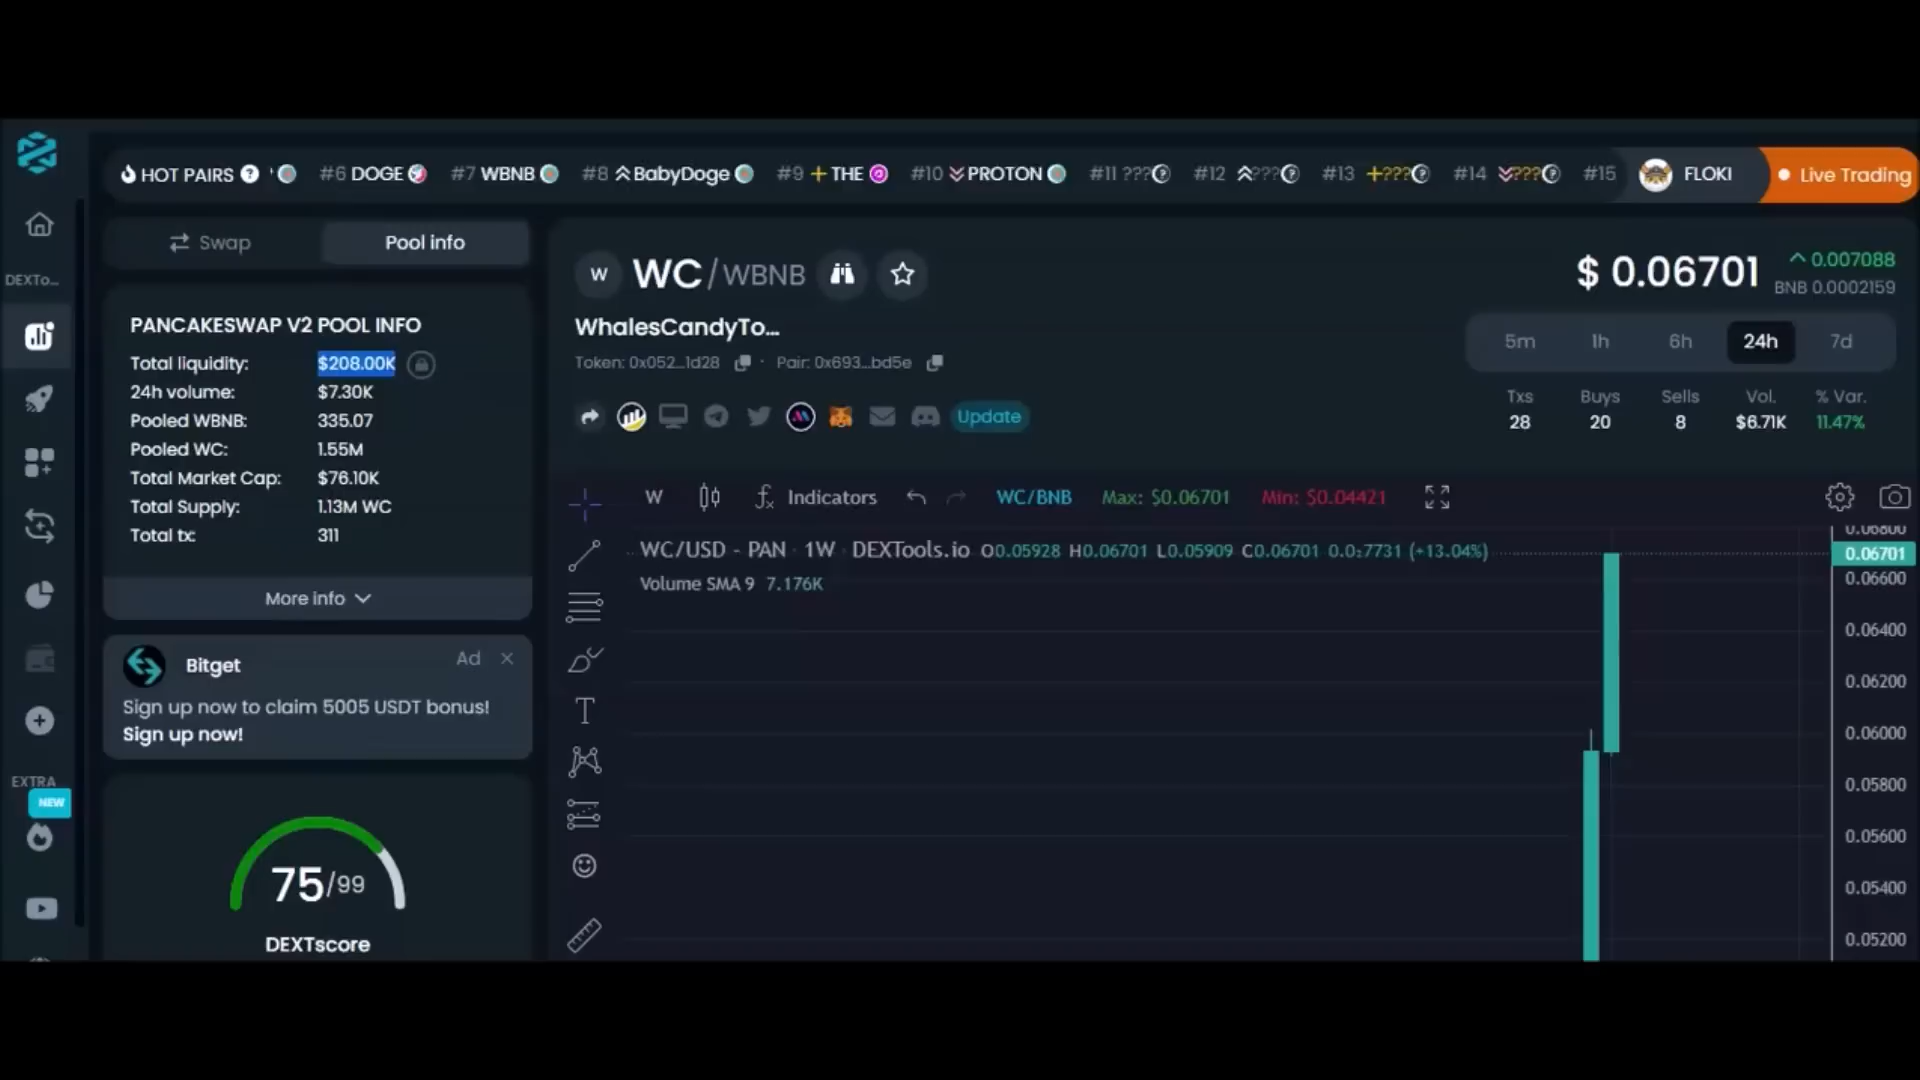 HOT PAIRS ? #6 DOGE #7 WBNB #8 BabyDoge #9 THE #10 PROTON #11 ??? #12 ??? #13 ??? #14 ??? #15 FLOKI Live Trading
Swap Pool info
DEXTo...
PANCAKESWAP V2 POOL INFO
Total liquidity: $208.00K
24h volume: $7.30K
Pooled WBNB: 335.07
Pooled WC: 1.55M
Total Market Cap: $76.10K
Total Supply: 1.13M WC
Total tx: 311
More info
Bitget Ad
Sign up now to claim 5005 USDT bonus!
Sign up now!
EXTRA
NEW
75/99
DEXTscore
W WC/WBNB
WhalesCandyTo...
Token: 0x052...1d28 · Pair: 0x693...bd5e
Update
$ 0.06701 0.007088
BNB 0.0002159
5m 1h 6h 24h 7d
Txs Buys Sells Vol. % Var.
28 20 8 $6.71K 11.47%
W Indicators WC/BNB Max: $0.06701 Min: $0.04421
WC/USD - PAN · 1W · DEXTools.io O0.05928 H0.06701 L0.05909 C0.06701 0.0₂7731 (+13.04%)
Volume SMA 9 7.176K
0.06800
0.06701
0.06600
0.06400
0.06200
0.06000
0.05800
0.05600
0.05400
0.05200